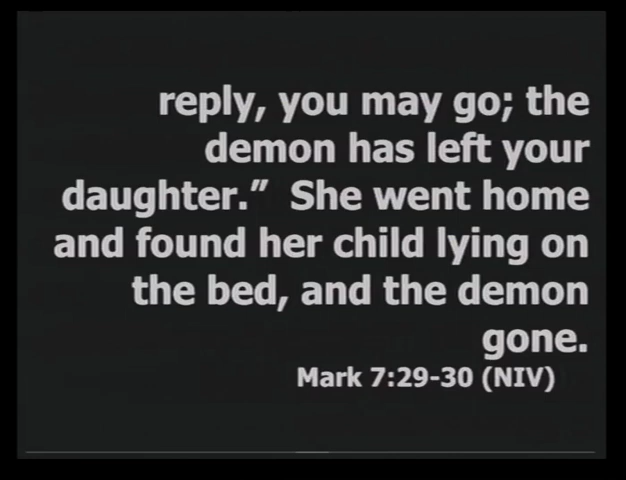 reply, you may go; the
demon has left your
daughter.”  She went home
and found her child lying on
the bed, and the demon
gone.
Mark 7:29-30 (NIV)